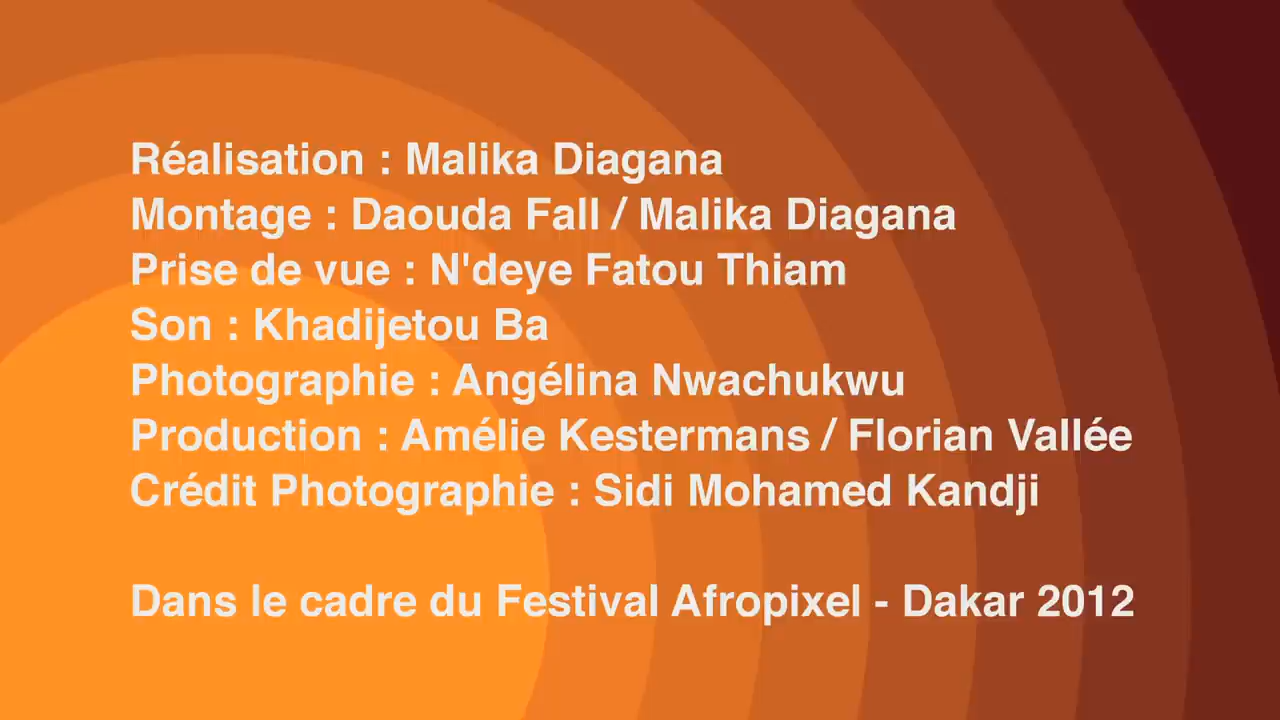 Réalisation : Malika Diagana
Montage : Daouda Fall / Malika Diagana
Prise de vue : N'deye Fatou Thiam
Son : Khadijetou Ba
Photographie : Angélina Nwachukwu
Production : Amélie Kestermans / Florian Vallée
Crédit Photographie : Sidi Mohamed Kandji
Dans le cadre du Festival Afropixel - Dakar 2012